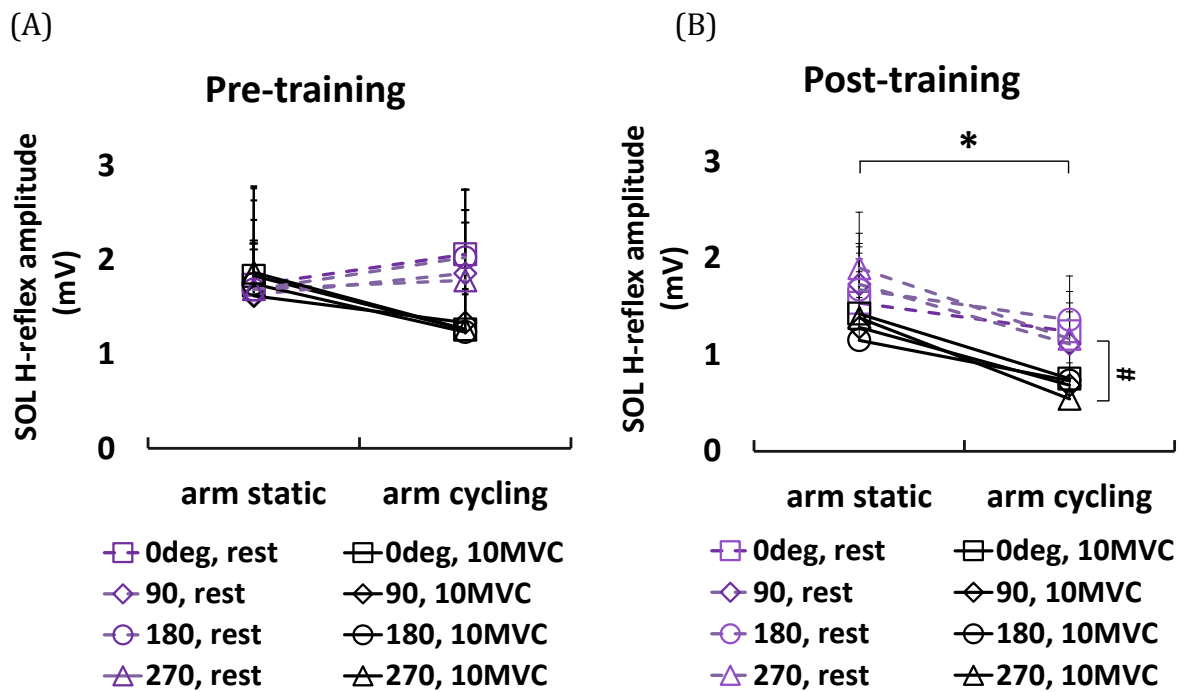 (A)
Pre-training
SOL H-reflex amplitude
(mV)
3
2
1
0
arm static arm cycling
0deg, rest 0deg, 10MVC
90, rest 90, 10MVC
180, rest 180, 10MVC
270, rest 270, 10MVC
(B)
Post-training
SOL H-reflex amplitude
(mV)
3
2
1
0
*
#
arm static arm cycling
0deg, rest 0deg, 10MVC
90, rest 90, 10MVC
180, rest 180, 10MVC
270, rest 270, 10MVC